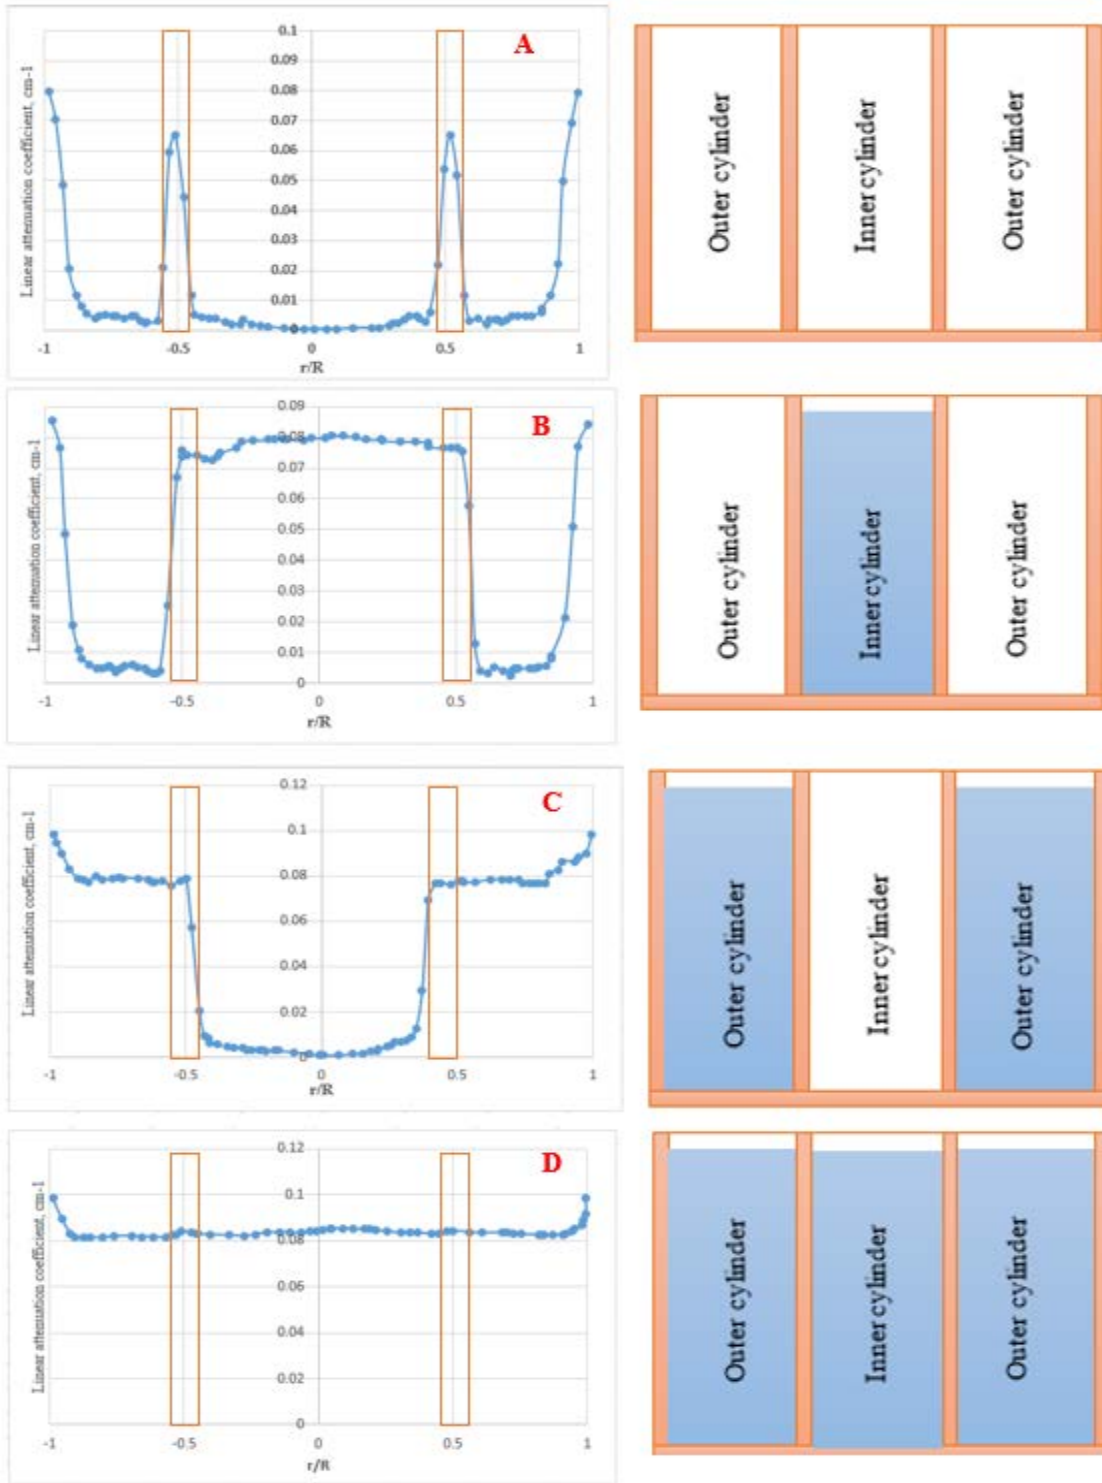 Linear attenuation coefficient, cm-1
0.1
A
0.09
0.08
0.07
0.06
0.05
0.04
0.03
0.02
0.01
0
-1
-0.5
0
0.5
1
r/R
Outer cylinder
Inner cylinder
Outer cylinder
Linear attenuation coefficient, cm-1
0.09
B
0.08
0.07
0.06
0.05
0.04
0.03
0.02
0.01
0
-1
-0.5
0
0.5
1
r/R
Outer cylinder
Inner cylinder
Outer cylinder
Linear attenuation coefficient, cm-1
0.12
C
0.1
0.08
0.06
0.04
0.02
0
-1
-0.5
0
0.5
1
r/R
Outer cylinder
Inner cylinder
Outer cylinder
Linear attenuation coefficient, cm-1
0.12
D
0.1
0.08
0.06
0.04
0.02
0
-1
-0.5
0
0.5
1
r/R
Outer cylinder
Inner cylinder
Outer cylinder